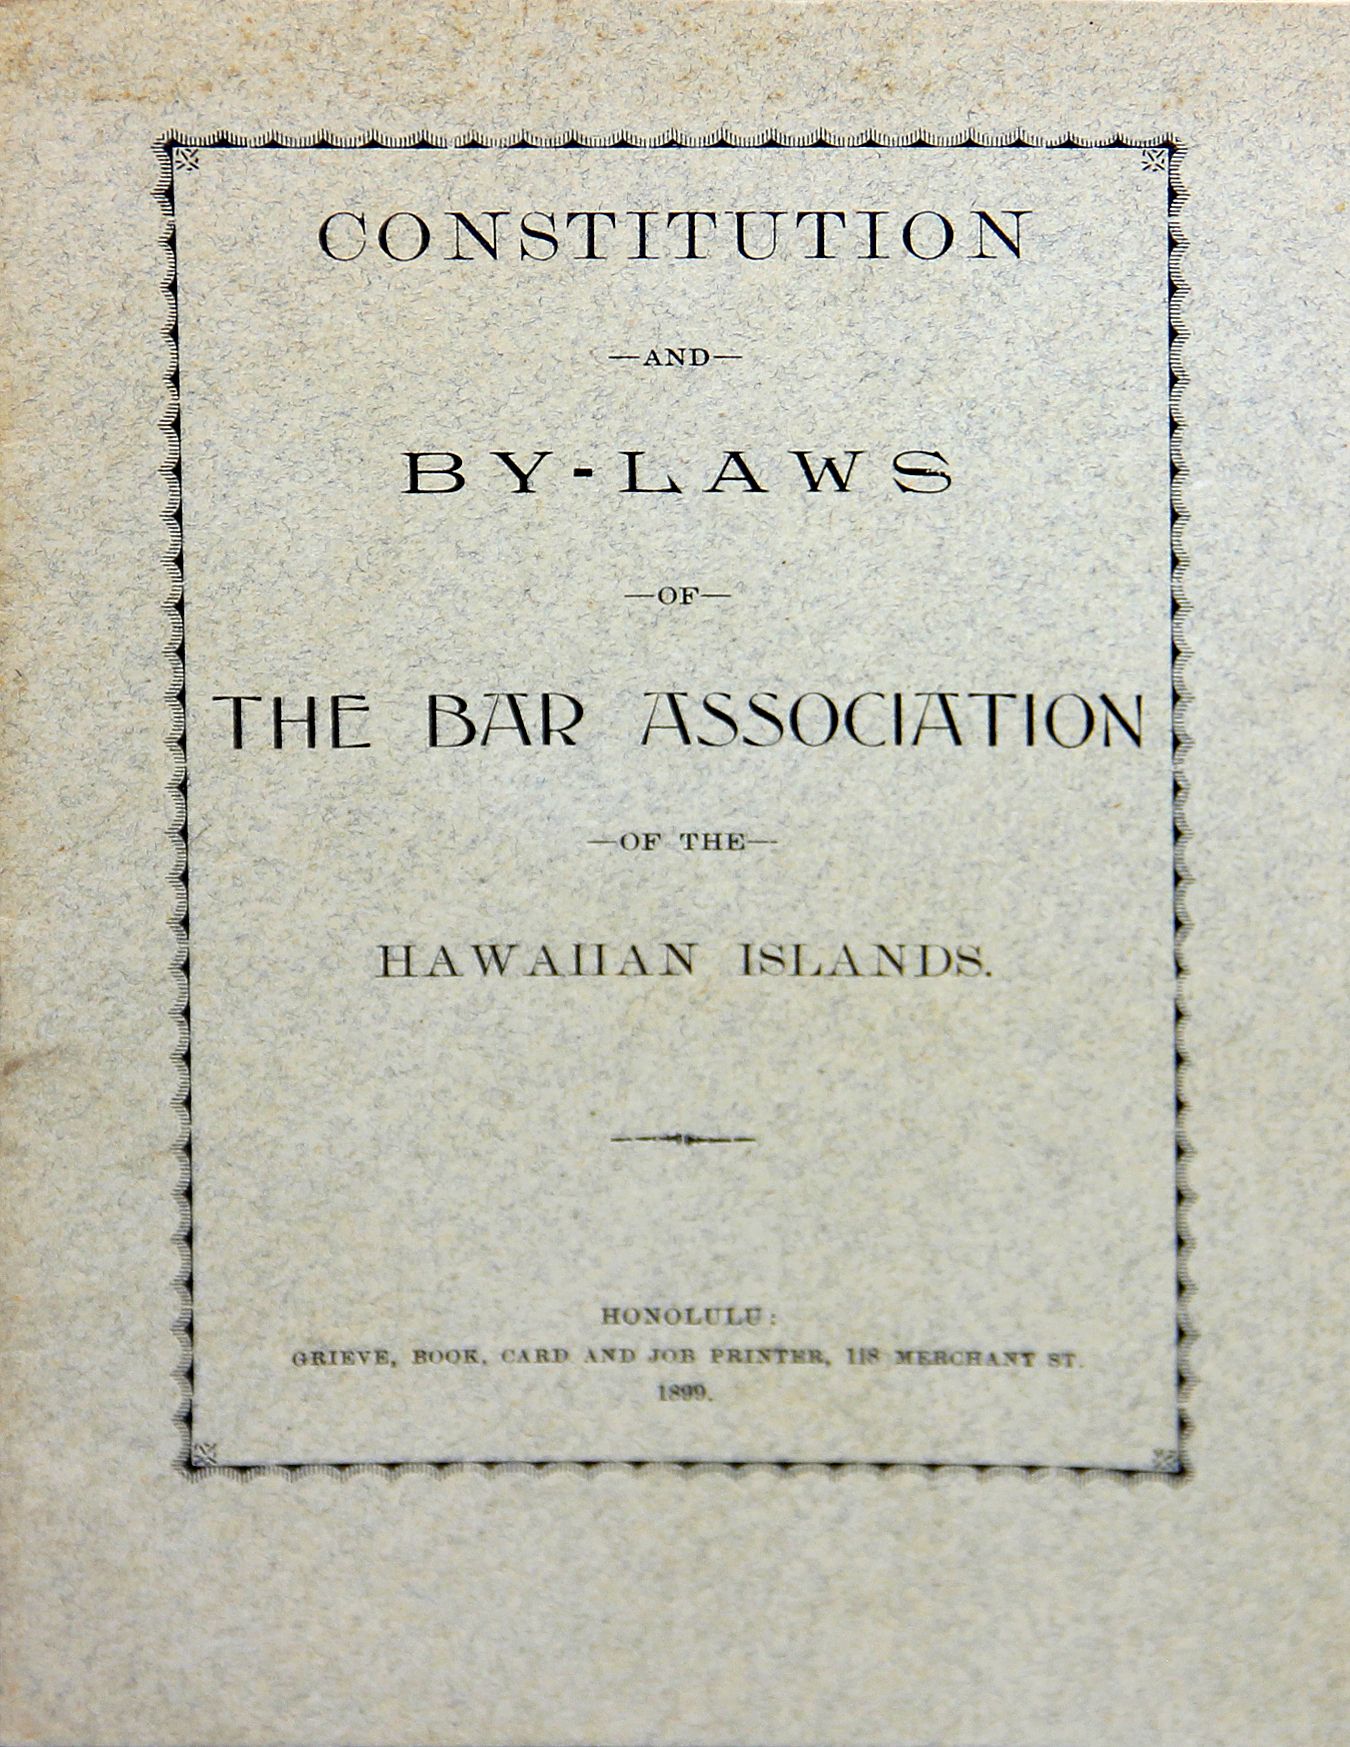 CONSTITUTION
—AND—
BY-LAWS
—OF—
THE BAR ASSOCIATION
—OF THE—
HAWAIIAN ISLANDS.
HONOLULU:
GRIEVE, BOOK, CARD AND JOB PRINTER, 118 MERCHANT ST.
1899.